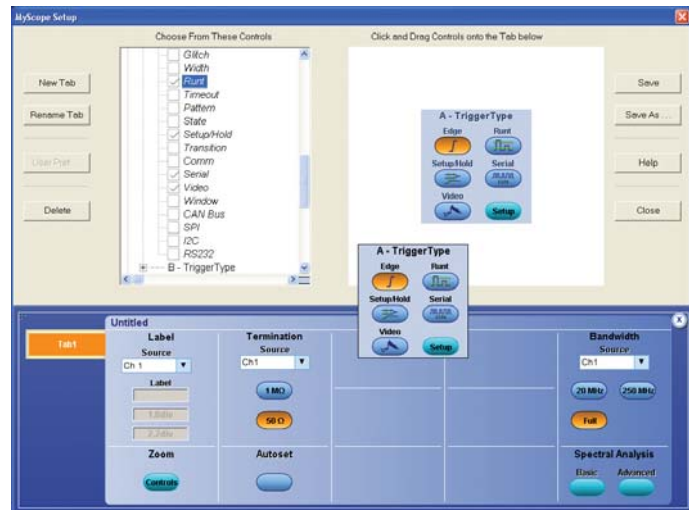 MyScope Setup
Choose From These Controls
Click and Drag Controls onto the Tab below
New Tab
Rename Tab
User Pref...
Delete
Glitch
Width
Runt
Timeout
Pattern
State
Setup/Hold
Transition
Comm
Serial
Video
Window
CAN Bus
SPI
I2C
RS232
B - TriggerType
A - TriggerType
Edge
Runt
Setup/Hold
Serial
Video
Setup
Save
Save As ...
Help
Close
A - TriggerType
Edge
Runt
Setup/Hold
Serial
Video
Setup
Tab1
Untitled
Label
Source
Ch 1
Label
1.8div
2.2div
Termination
Source
Ch1
1 MΩ
50 Ω
Bandwidth
Source
Ch1
20 MHz
250 MHz
Full
Zoom
Controls
Autoset
Spectral Analysis
Basic
Advanced